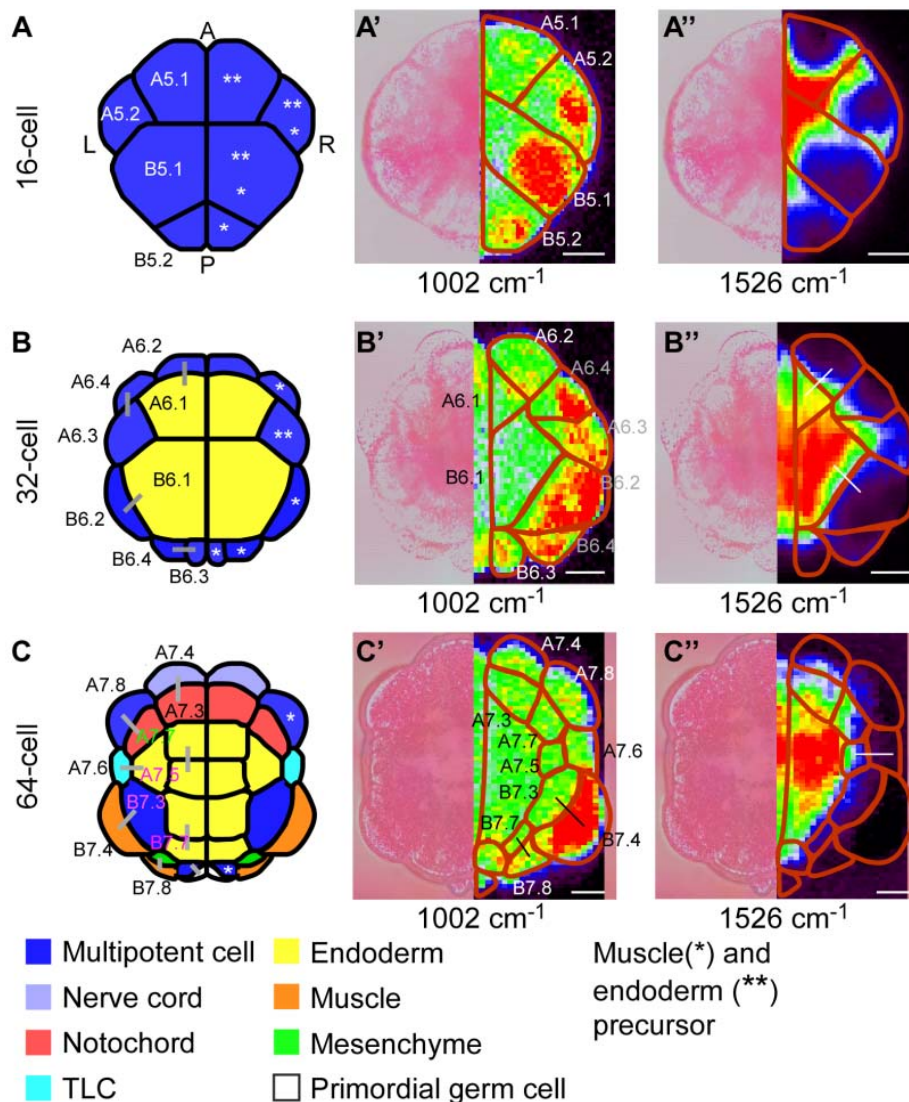 A
A
A5.1
**
A5.2
**
*
L
R
B5.1
**
*
*
B5.2
P
16-cell
A'
A5.1
A5.2
B5.1
B5.2
1002 cm-1
A''
1526 cm-1
B
A6.2
A6.4
A6.1
*
A6.3
**
B6.1
B6.2
*
B6.4
*
*
B6.3
32-cell
B'
A6.2
A6.4
A6.1
A6.3
B6.1
B6.2
B6.4
B6.3
1002 cm-1
B''
1526 cm-1
C
A7.4
A7.8
A7.3
*
A7.7
A7.6
A7.5
B7.3
B7.4
B7.7
B7.8
*
64-cell
C'
A7.4
A7.8
A7.3
A7.7
A7.6
A7.5
B7.3
B7.7
B7.4
B7.8
1002 cm-1
C''
1526 cm-1
Multipotent cell
Nerve cord
Notochord
TLC
Endoderm
Muscle
Mesenchyme
Primordial germ cell
Muscle(*) and
endoderm (**)
precursor